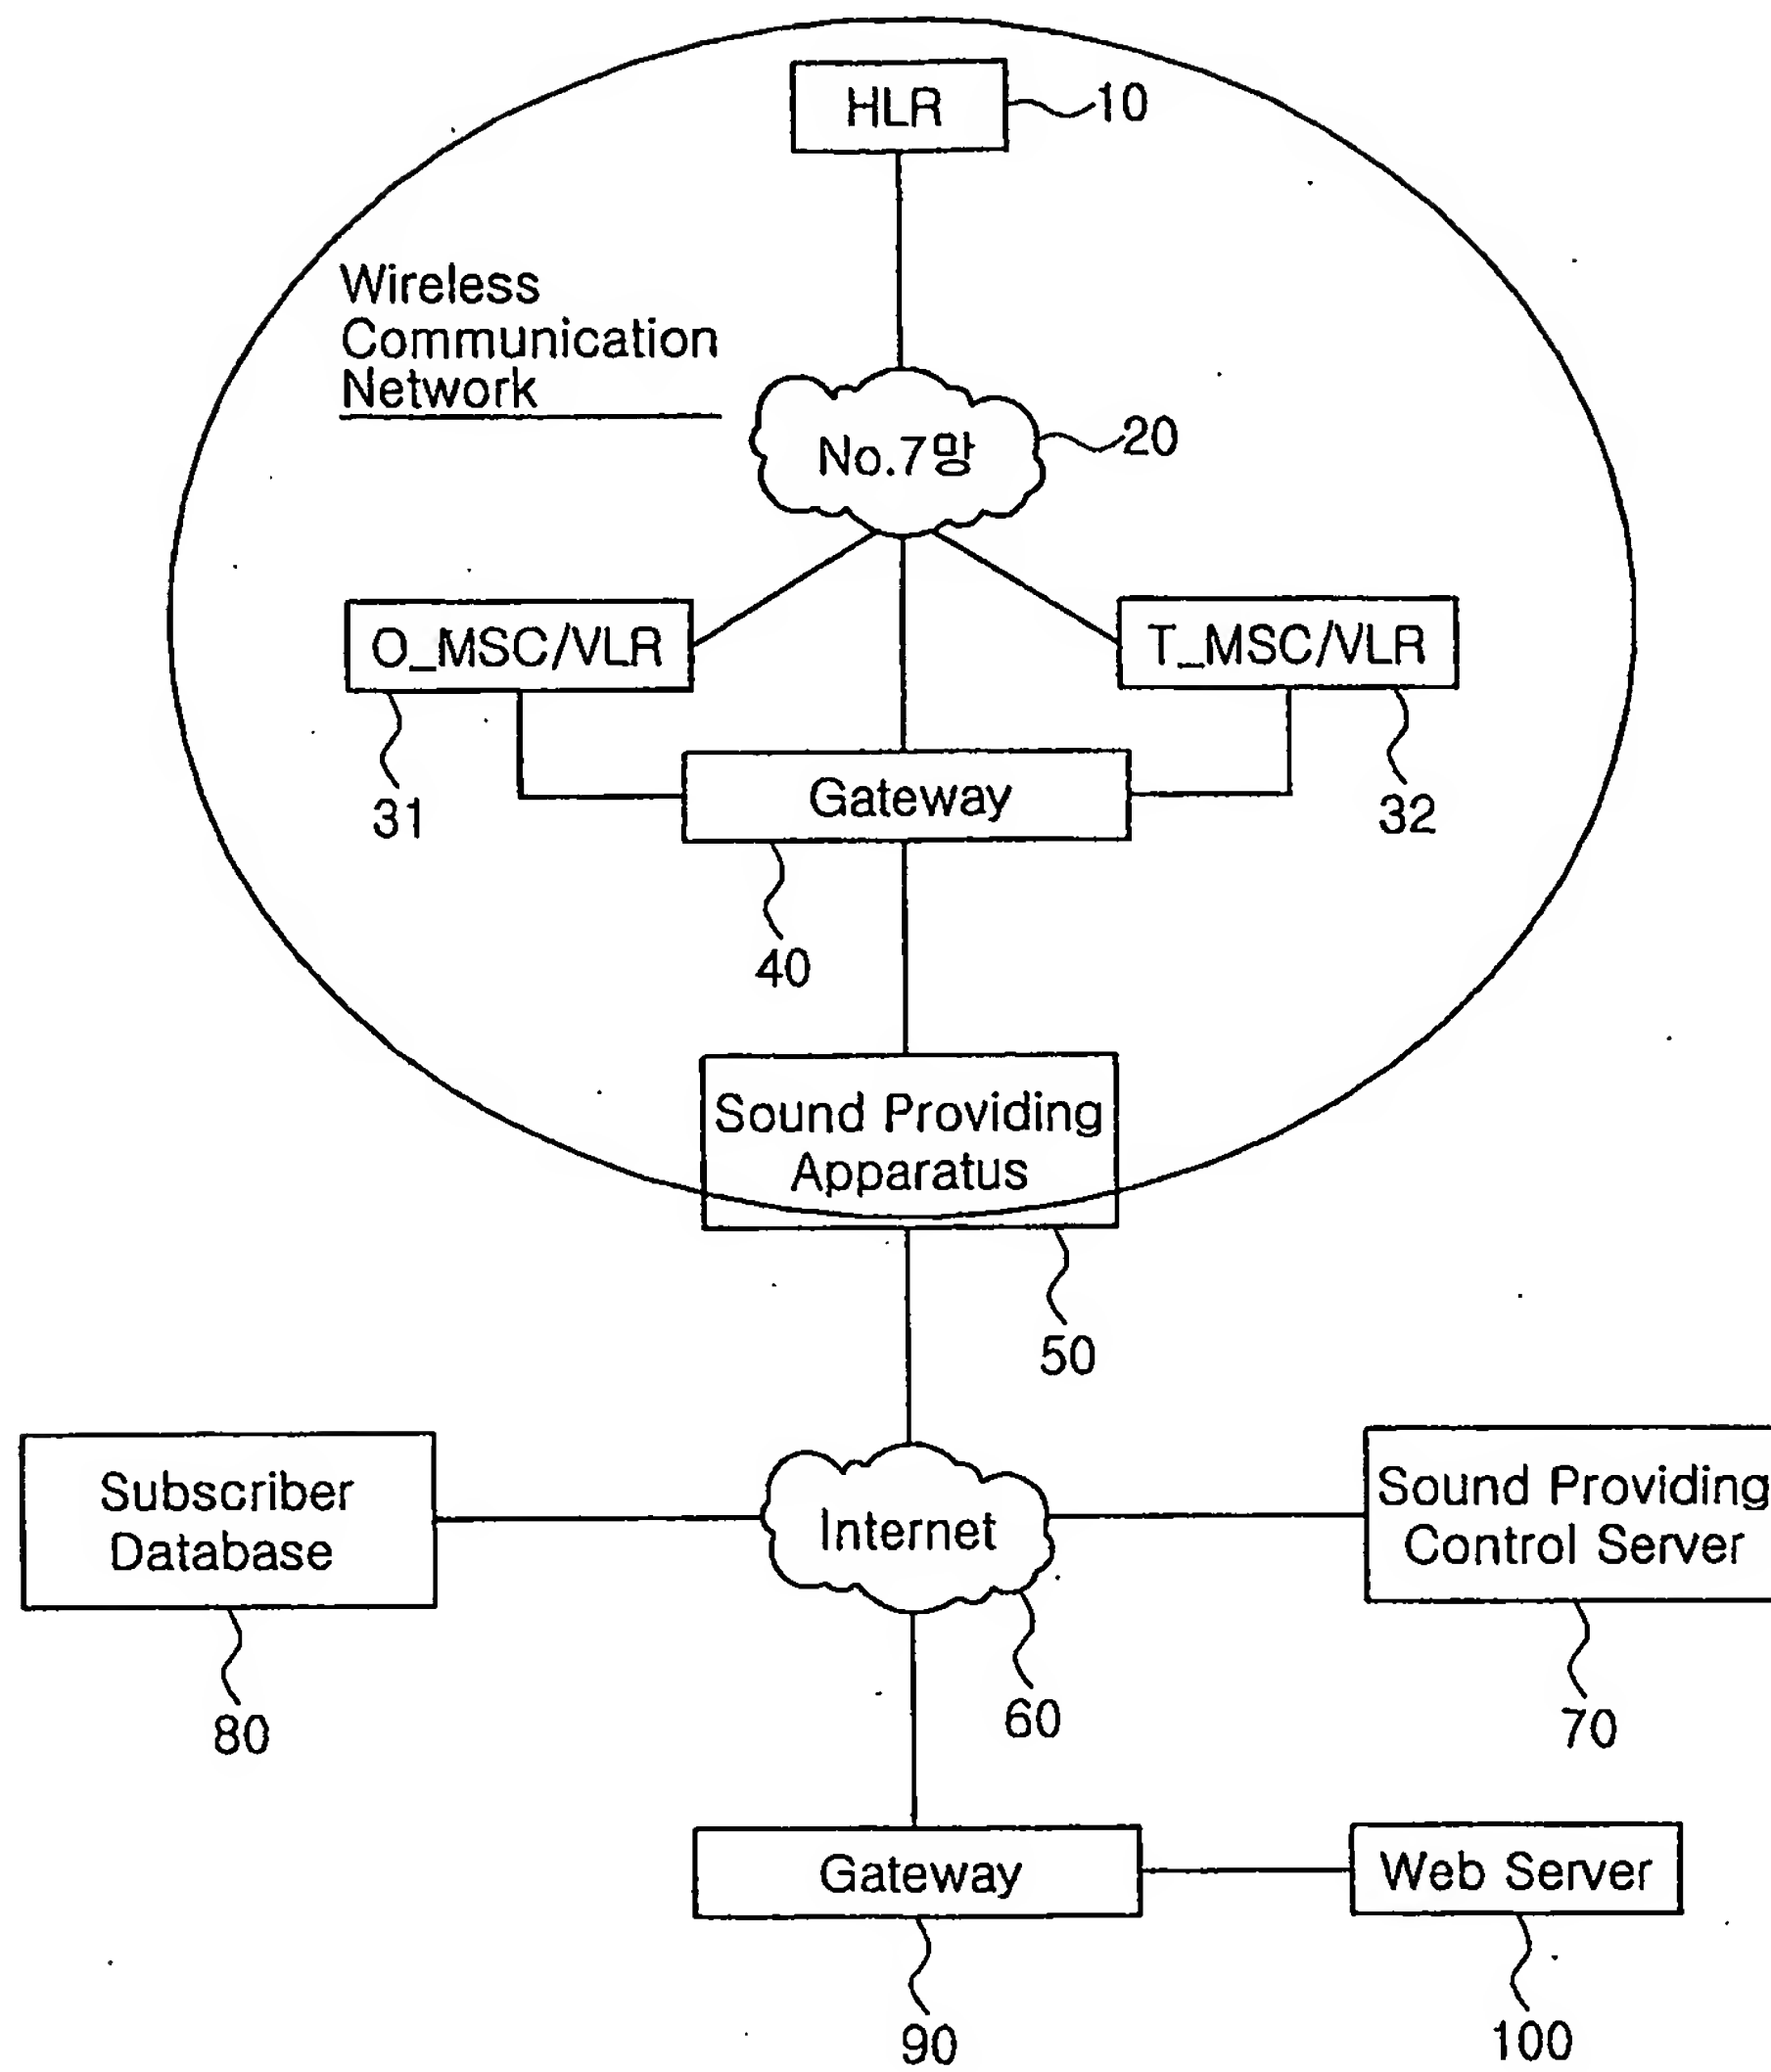 HLR
10
Wireless
Communication
Network
No.7망
20
O_MSC/VLR
T_MSC/VLR
31
Gateway
32
40
Sound Providing
Apparatus
50
Subscriber
Database
Internet
Sound Providing
Control Server
80
60
70
Gateway
Web Server
90
100